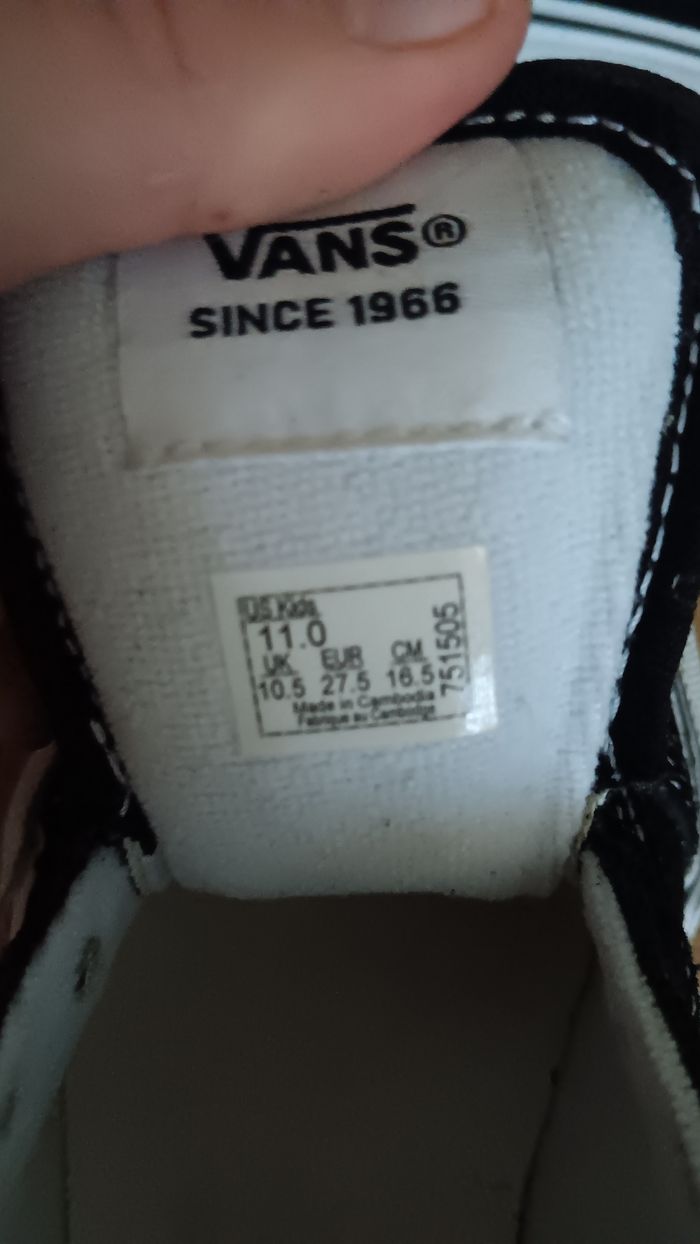 VANS®
SINCE 1966
US Kids
11.0
UK EUR CM
10.5 27.5 16.5
Made in Cambodia
Fabriqué au Cambodge
751505